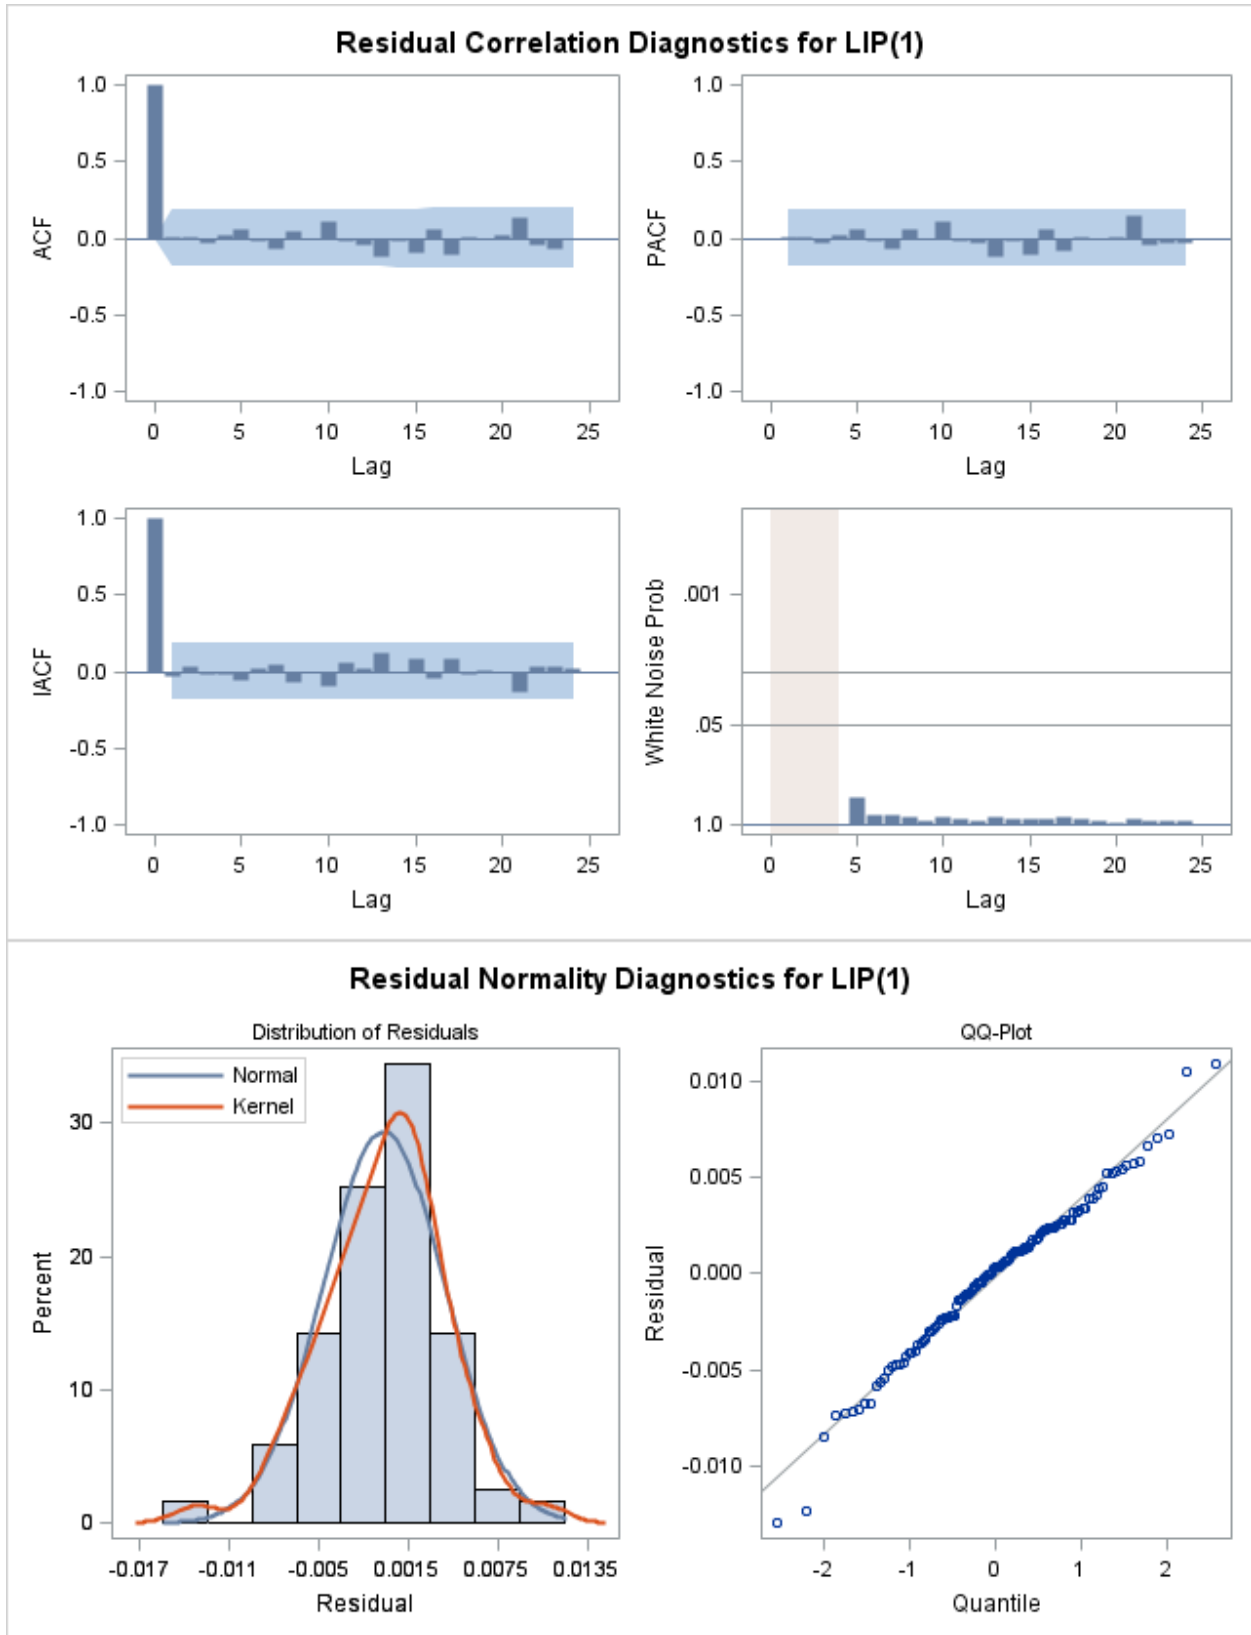 Residual Correlation Diagnostics for LIP(1)
1.0
0.5
0.0
-0.5
-1.0
ACF
0 5 10 15 20 25
Lag
1.0
0.5
0.0
-0.5
-1.0
PACF
0 5 10 15 20 25
Lag
1.0
0.5
0.0
-0.5
-1.0
IACF
0 5 10 15 20 25
Lag
.001
.05
1.0
White Noise Prob
0 5 10 15 20 25
Lag
Residual Normality Diagnostics for LIP(1)
Distribution of Residuals
Normal
Kernel
30
20
10
0
Percent
-0.017 -0.011 -0.005 0.0015 0.0075 0.0135
Residual
QQ-Plot
0.010
0.005
0.000
-0.005
-0.010
Residual
-2 -1 0 1 2
Quantile